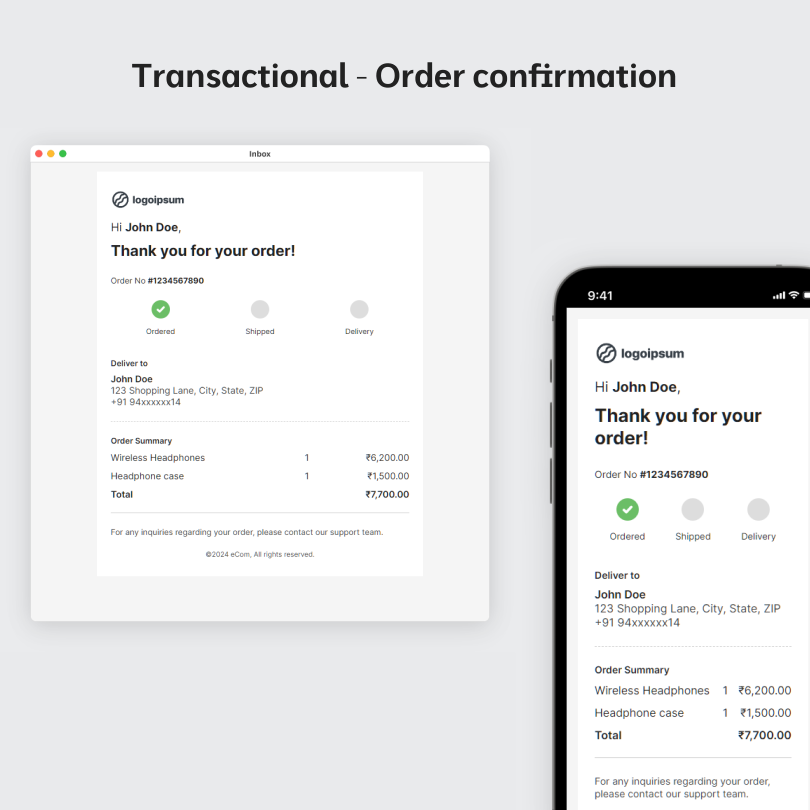 Transactional - Order confirmation
Inbox
logoipsum
Hi John Doe,
Thank you for your order!
Order No #1234567890
Ordered Shipped Delivery
Deliver to
John Doe
123 Shopping Lane, City, State, ZIP
+91 94xxxxxx14
Order Summary
Wireless Headphones 1 ₹6,200.00
Headphone case 1 ₹1,500.00
Total ₹7,700.00
For any inquiries regarding your order, please contact our support team.
©2024 eCom, All rights reserved.
9:41
logoipsum
Hi John Doe,
Thank you for your
order!
Order No #1234567890
Ordered Shipped Delivery
Deliver to
John Doe
123 Shopping Lane, City, State, ZIP
+91 94xxxxxx14
Order Summary
Wireless Headphones 1 ₹6,200.00
Headphone case 1 ₹1,500.00
Total ₹7,700.00
For any inquiries regarding your order,
please contact our support team.